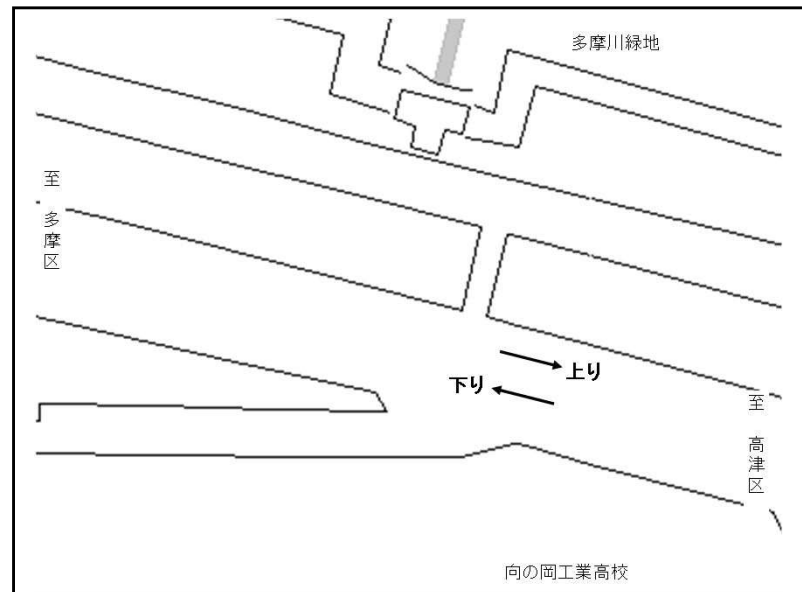 多摩川緑地
至 多摩区
上り
下り
至 高津区
向の岡工業高校